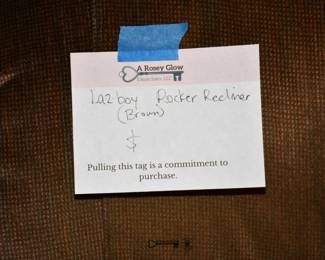 A Rosey Glow
Lazboy Rocker Recliner
(Brown)
$
Pulling this tag is a commitment to
purchase.